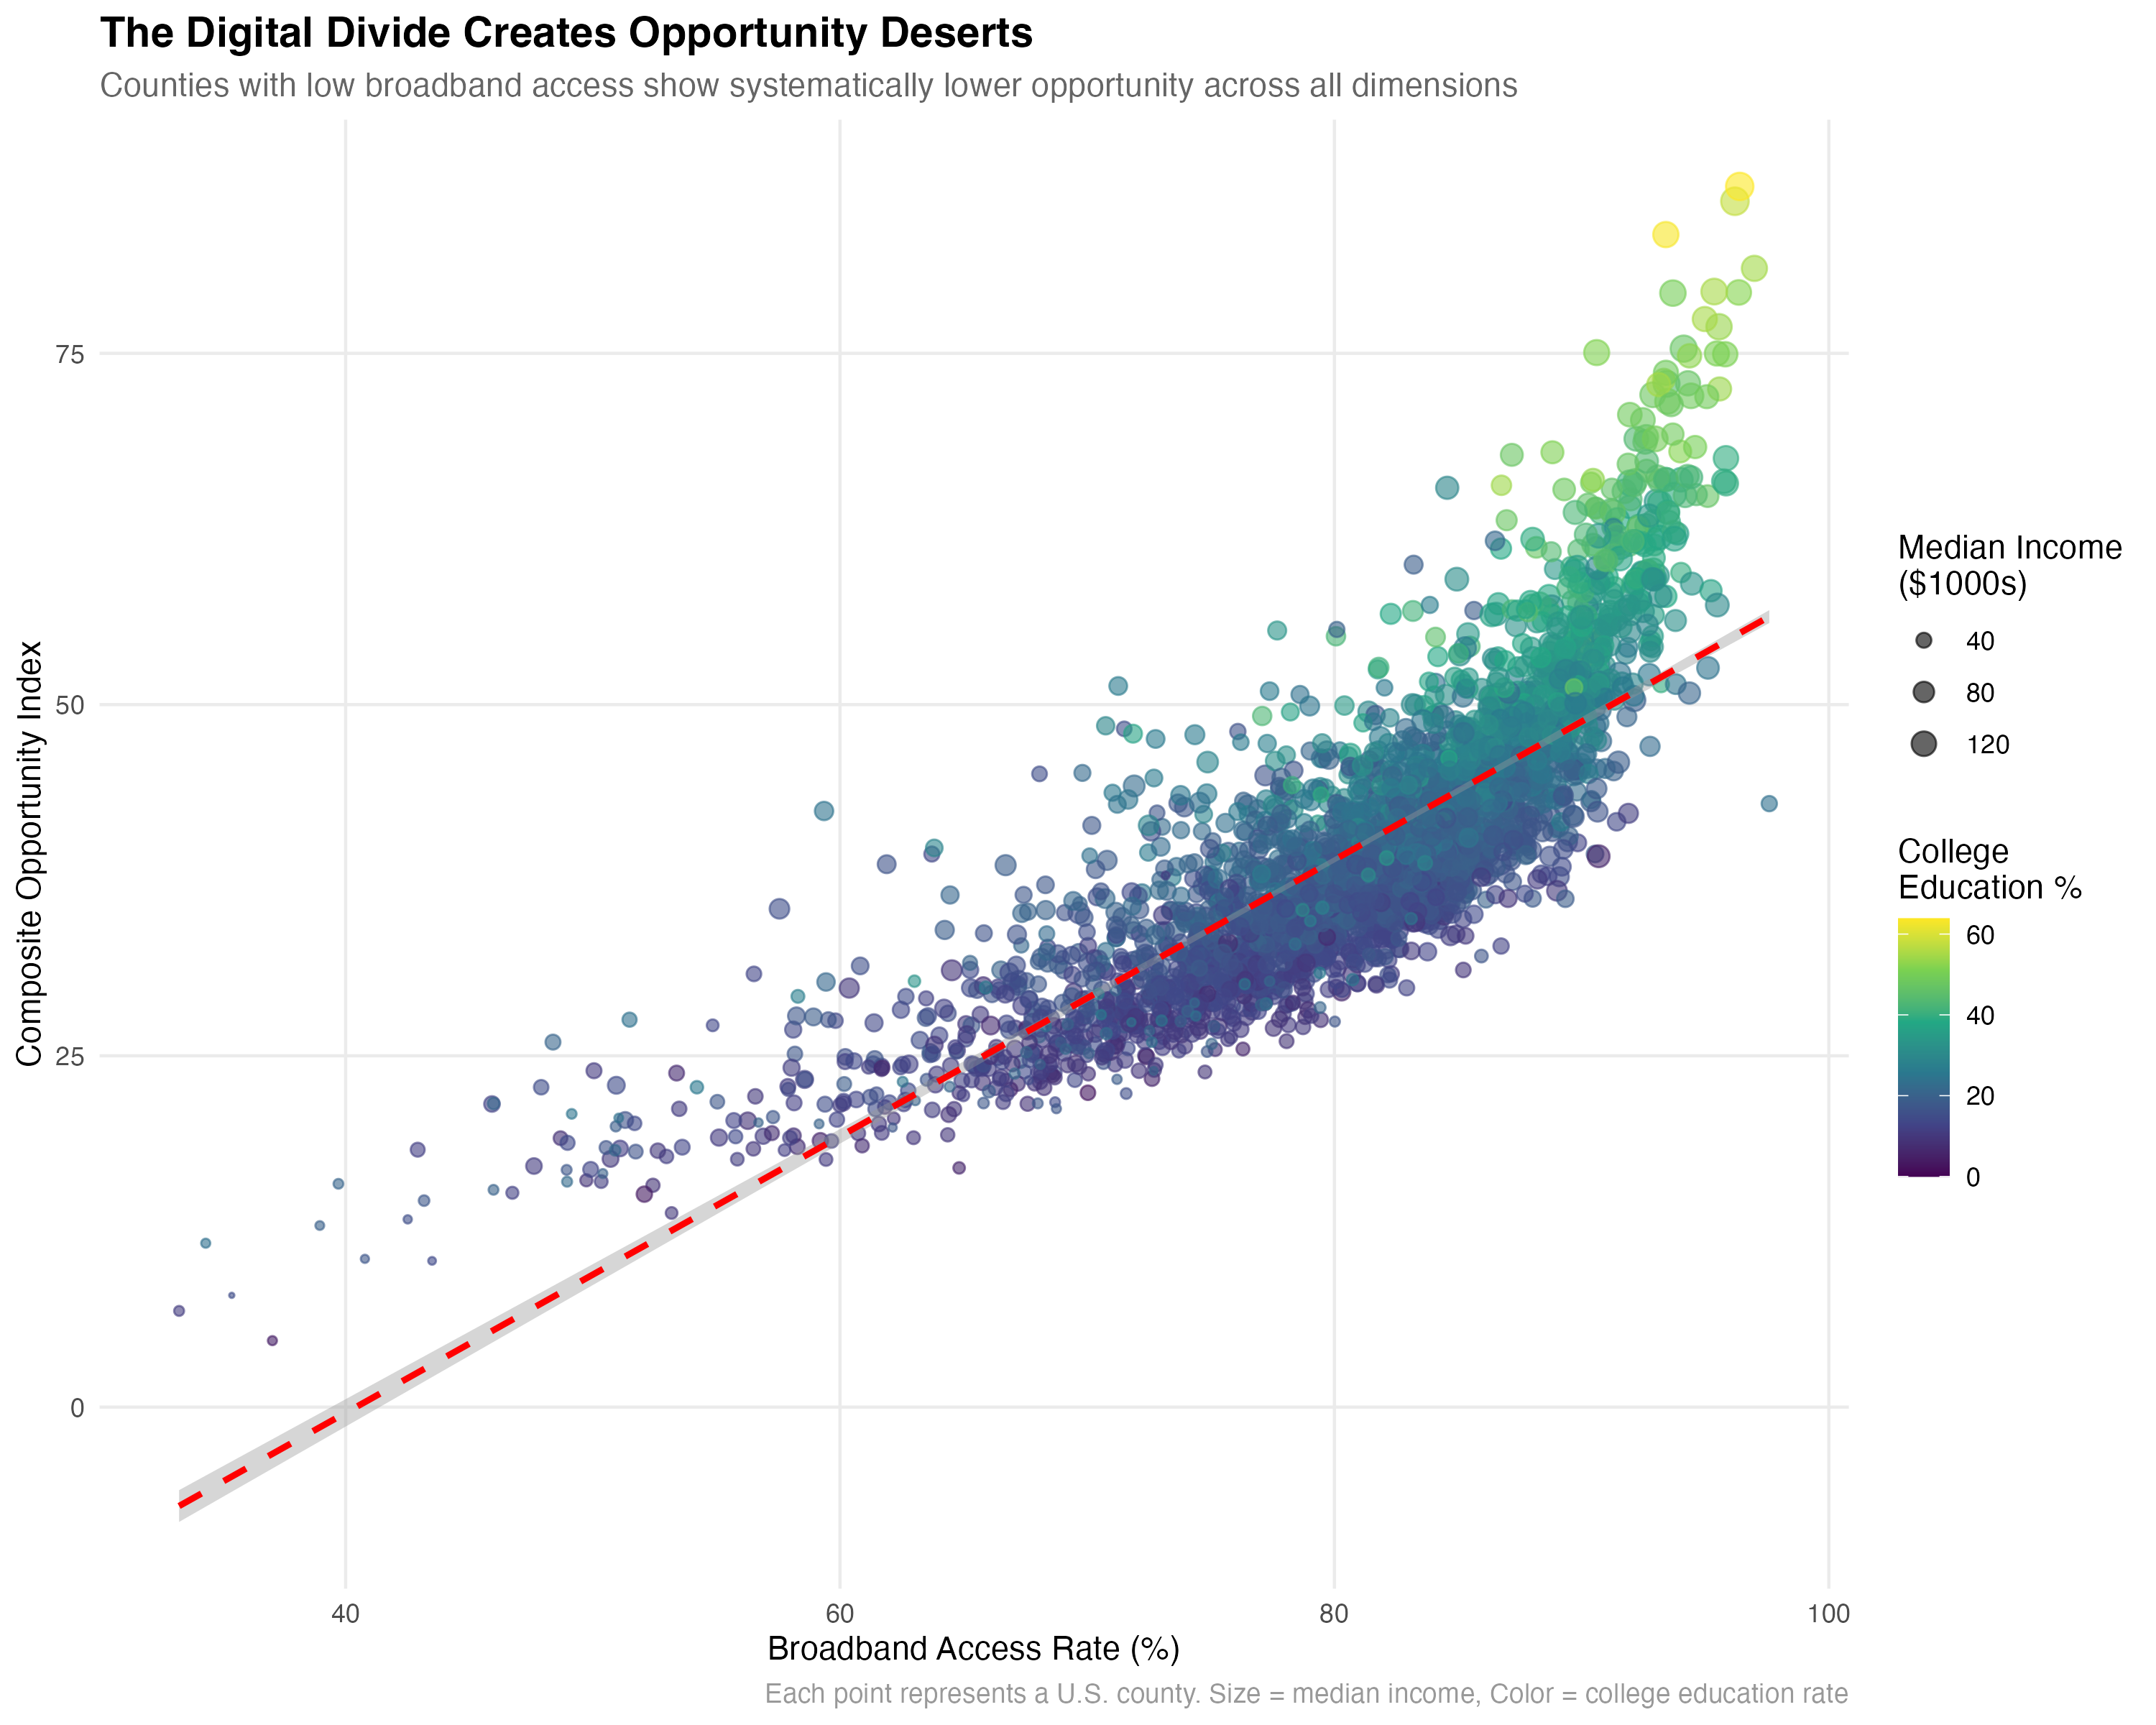 The Digital Divide Creates Opportunity Deserts
Counties with low broadband access show systematically lower opportunity across all dimensions
Composite Opportunity Index
75
50
25
0
40
60
80
100
Broadband Access Rate (%)
Each point represents a U.S. county. Size = median income, Color = college education rate
Median Income
($1000s)
40
80
120
College
Education %
60
40
20
0